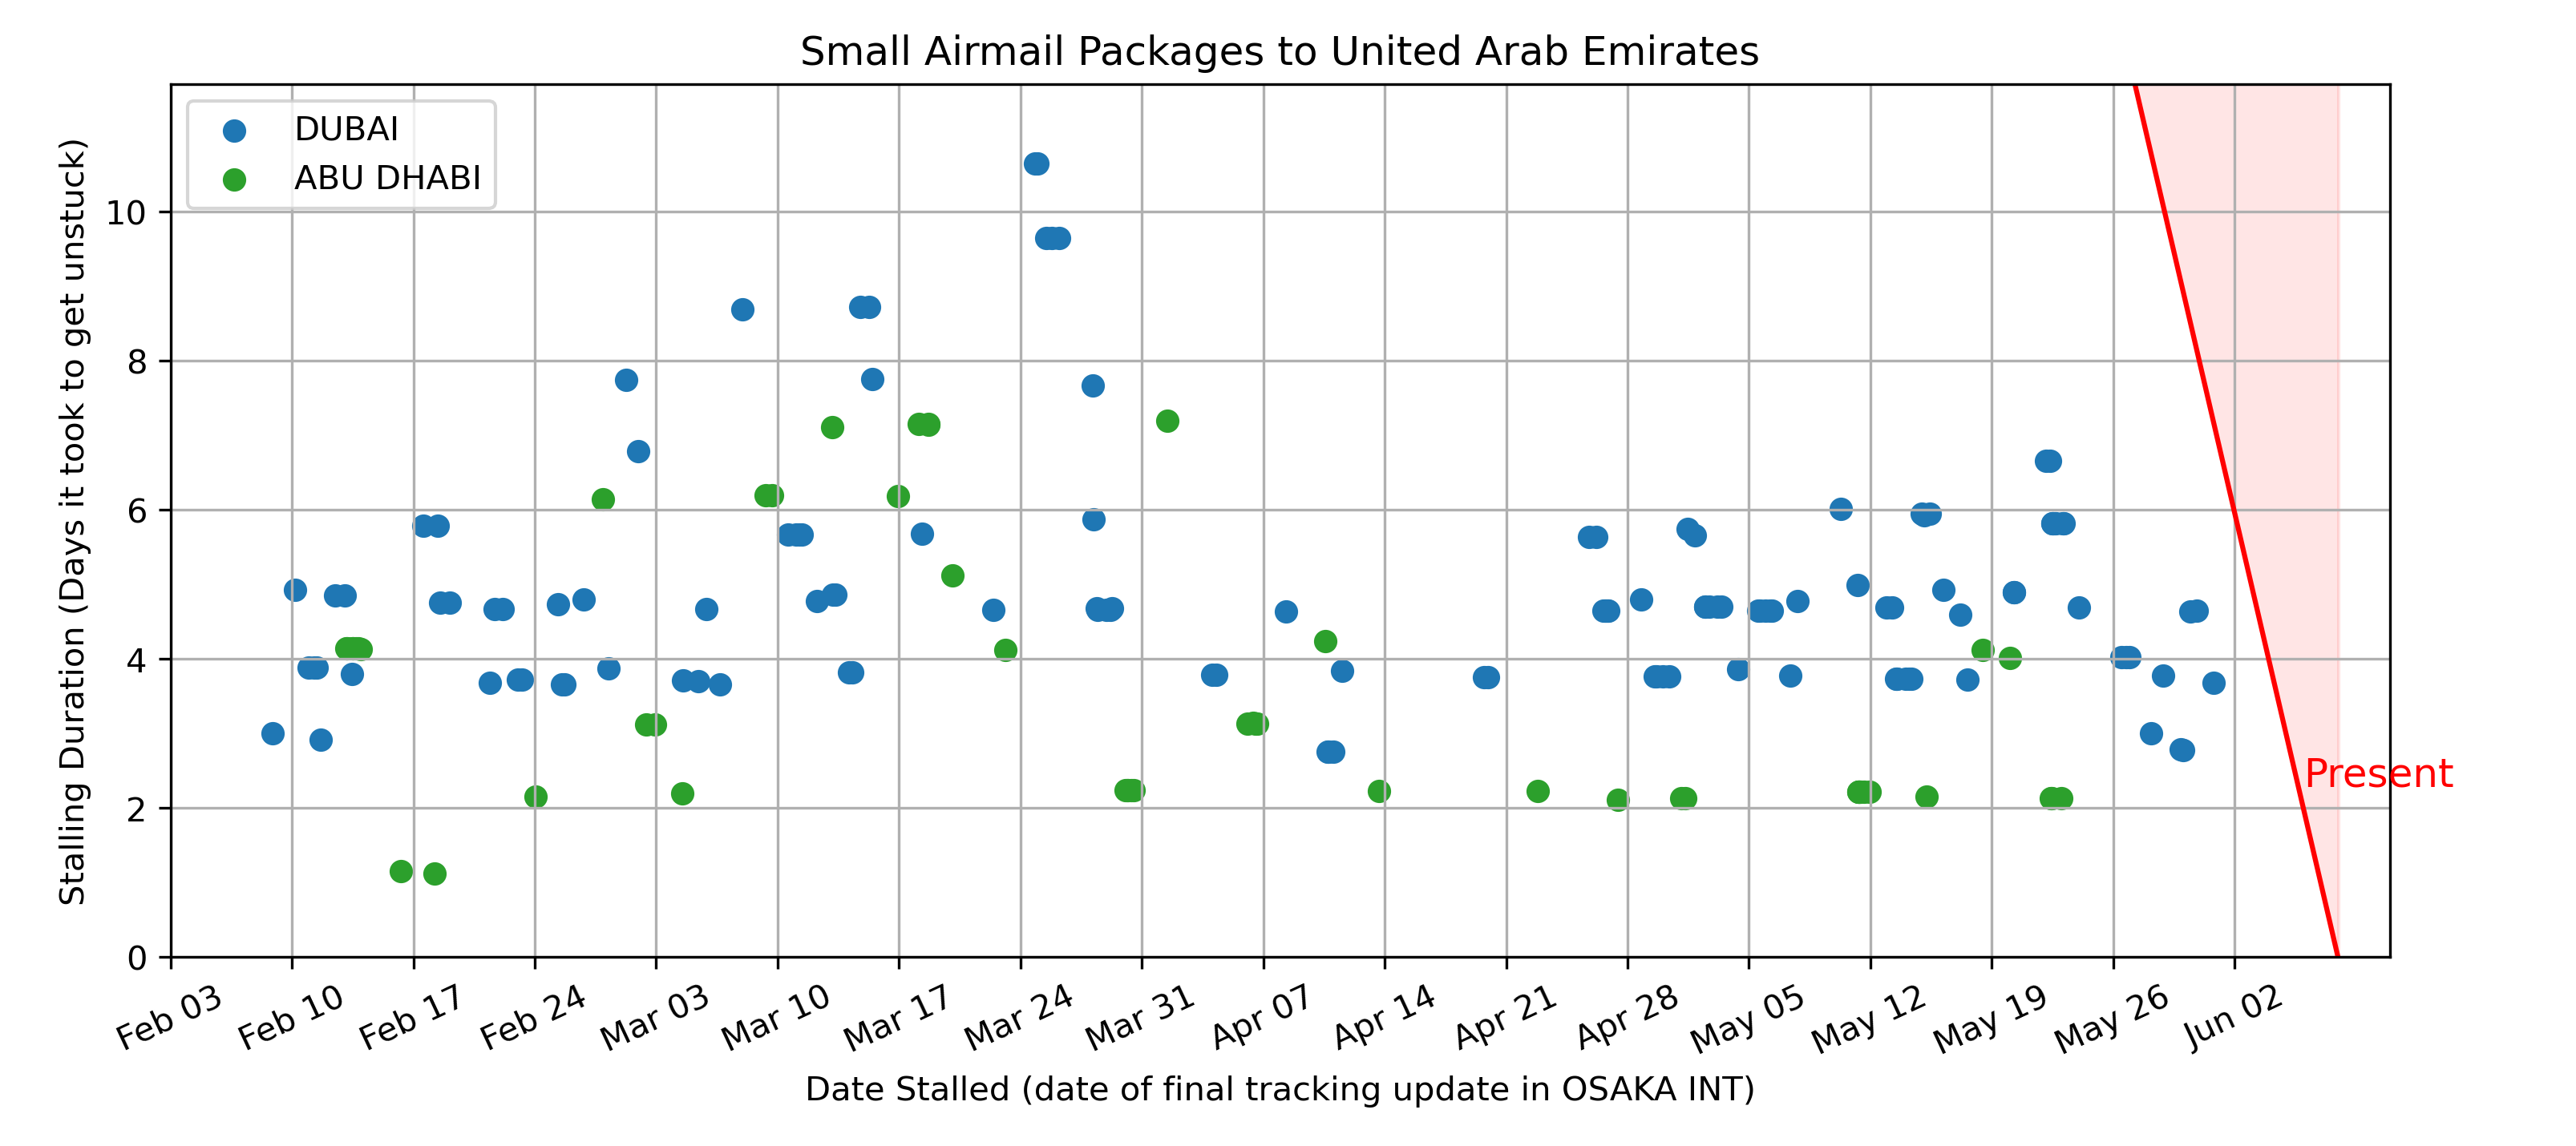 Small Airmail Packages to United Arab Emirates
DUBAI
ABU DHABI
Stalling Duration (Days it took to get unstuck)
10
8
6
4
2
0
Present
Feb 03
Feb 10
Feb 17
Feb 24
Mar 03
Mar 10
Mar 17
Mar 24
Mar 31
Apr 07
Apr 14
Apr 21
Apr 28
May 05
May 12
May 19
May 26
Jun 02
Date Stalled (date of final tracking update in OSAKA INT)